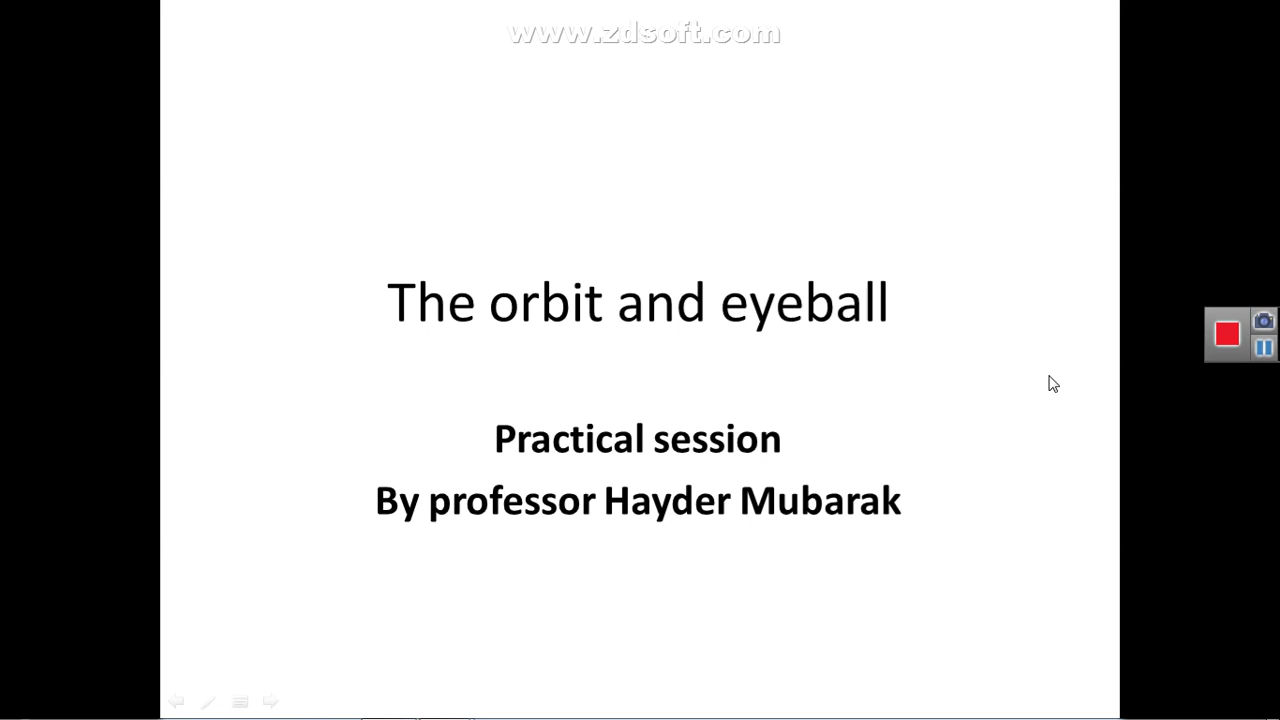 www.zdsoft.com
The orbit and eyeball
Practical session
By professor Hayder Mubarak